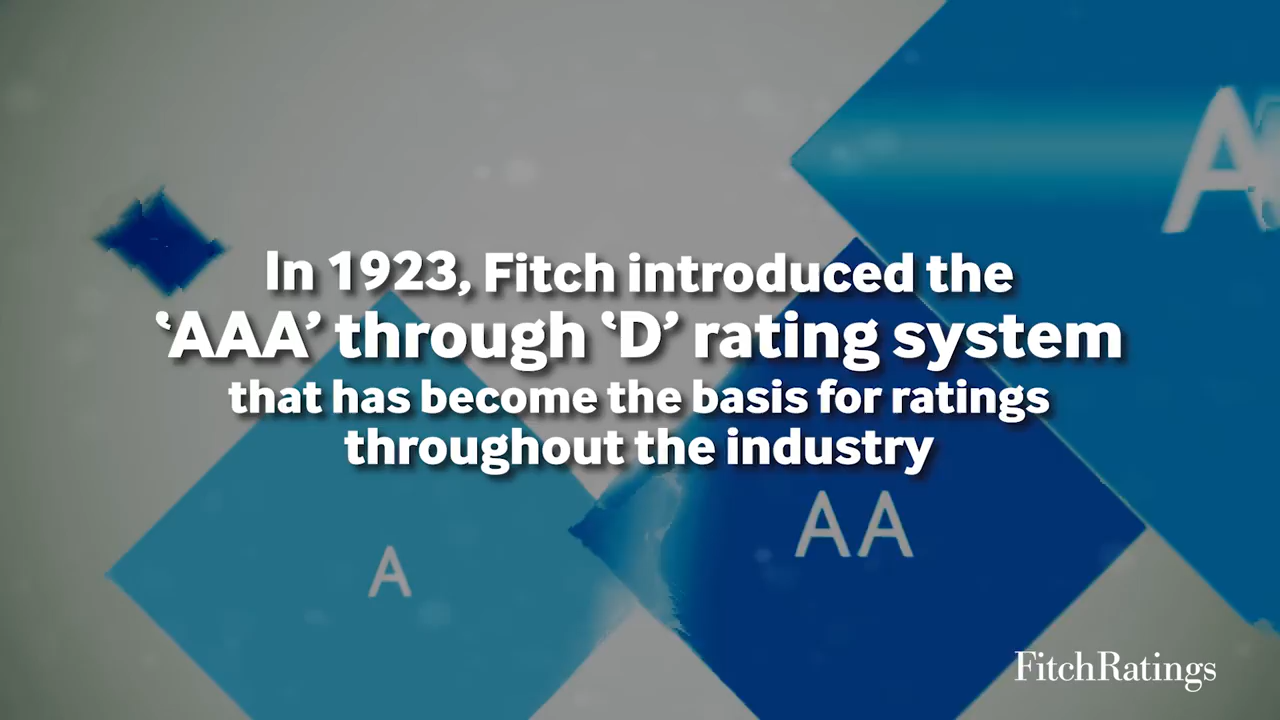 In 1923, Fitch introduced the
‘AAA’ through ‘D’ rating system
that has become the basis for ratings
throughout the industry
A
AA
A
FitchRatings